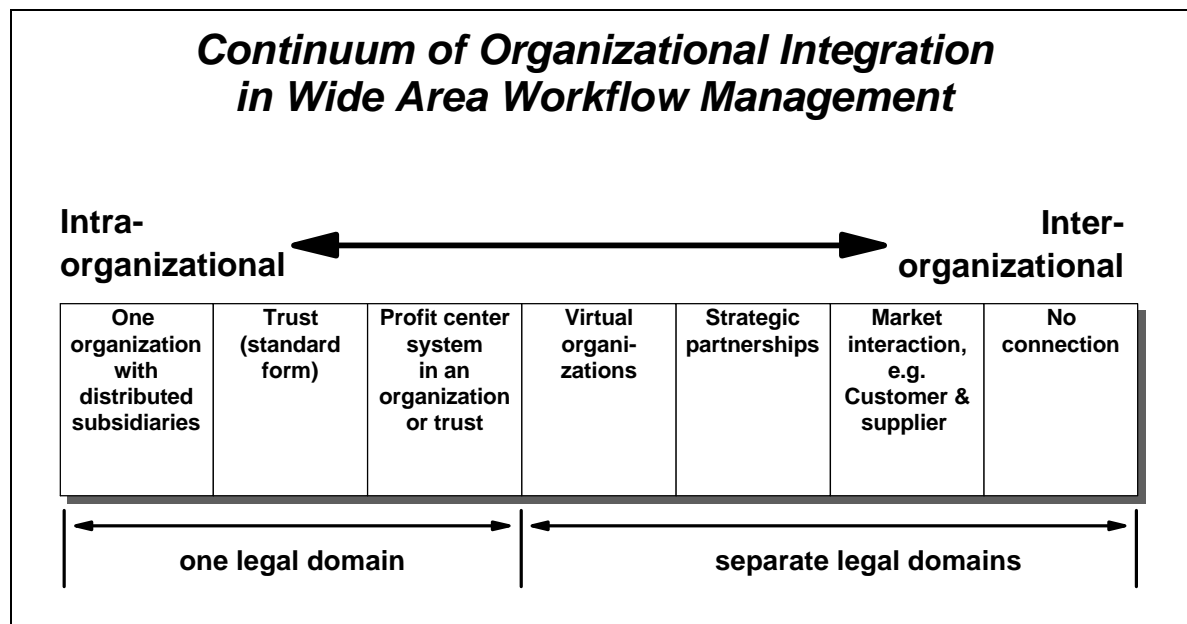 Continuum of Organizational Integration
in Wide Area Workflow Management
Intra-
organizational
Inter-
organizational
One
organization
with
distributed
subsidiaries
Trust
(standard
form)
Profit center
system
in an
organization
or trust
Virtual
organi-
zations
Strategic
partnerships
Market
interaction,
e.g.
Customer &
supplier
No
connection
one legal domain
separate legal domains